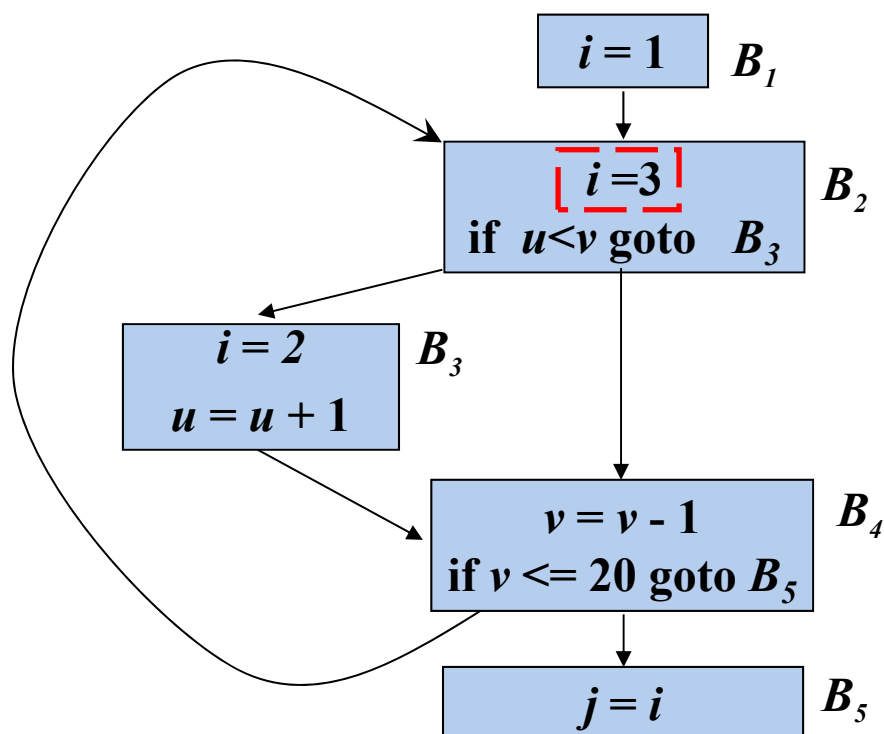 i = 1 B1
i =3
B2
if u<v goto B3
i = 2 B3
u = u + 1
v = v - 1 B4
if v <= 20 goto B5
j = i B5